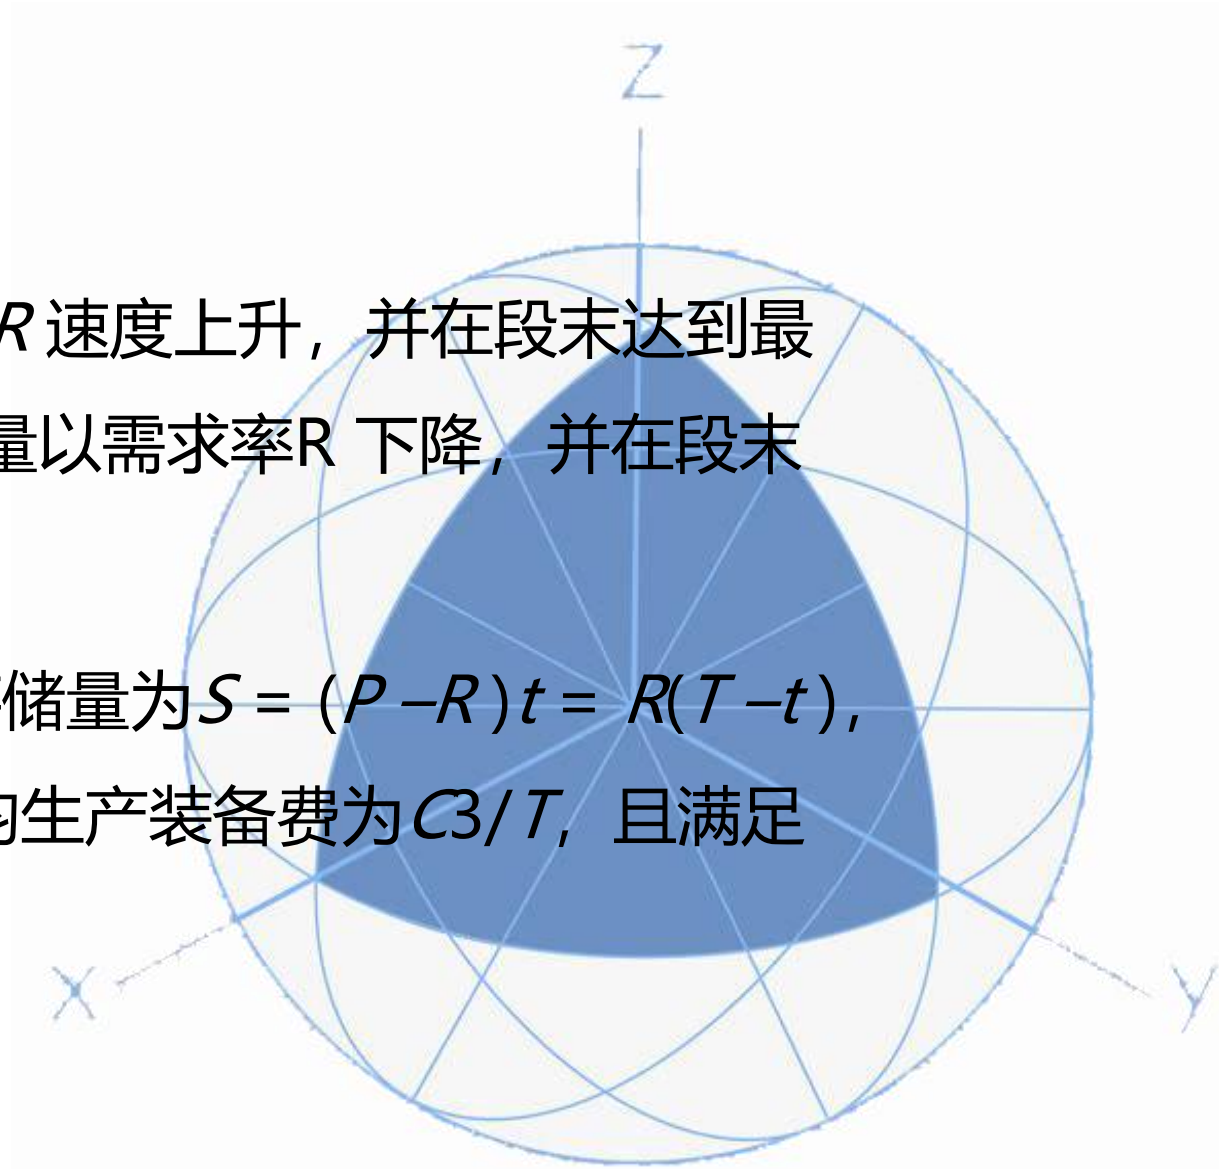 Z
R 速度上升，并在段末达到最
量以需求率R 下降，并在段末
储量为S = (P –R )t = R(T –t ),
生产装备费为C3/T, 且满足
X
y